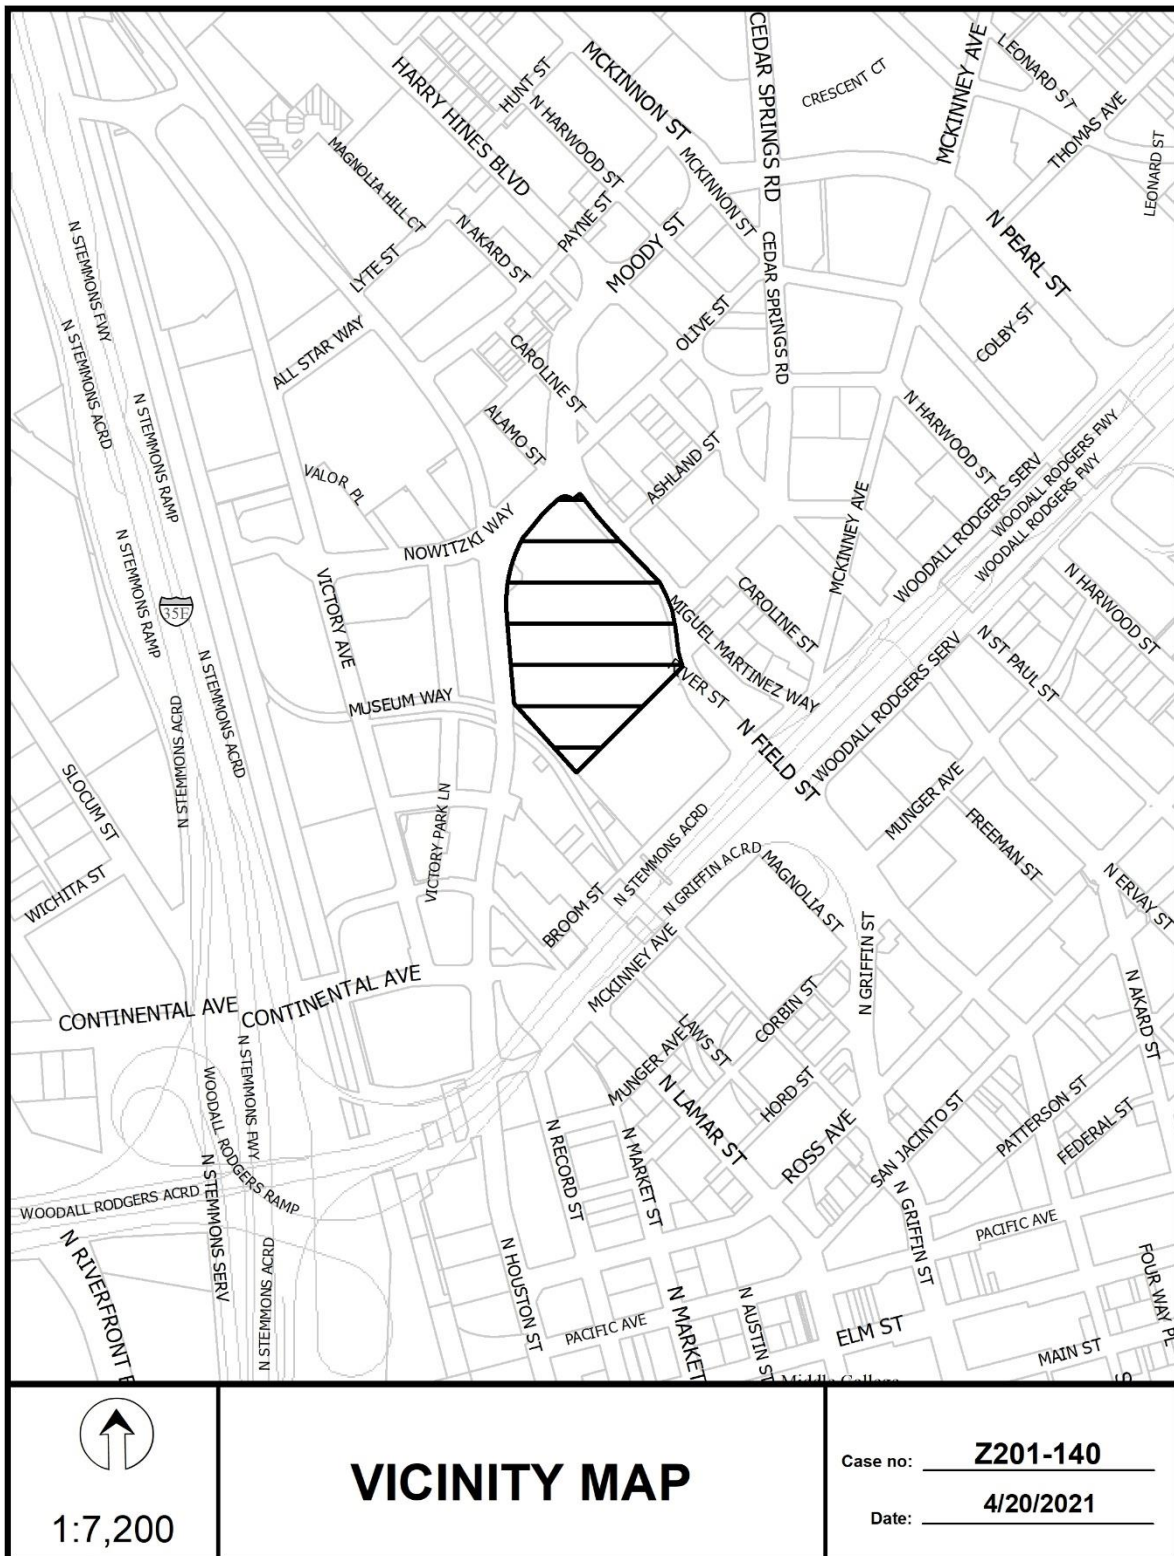 CEDAR SPRINGS RD
MCKINNEY AVE
LEONARD ST
MCKINNON ST
HUNT ST
HARRY HINES BLVD
CRESCENT CT
THOMAS AVE
N HARWOOD ST
MAGNOLIA HILL CT
MCKINNON ST
LEONARD ST
PAYNE ST
N AKARD ST
MOODY ST
N PEARL ST
LYTE ST
CEDAR SPRINGS RD
N STEMMONS FWY
N STEMMONS ACRD
OLIVE ST
COLBY ST
ALL STAR WAY
CAROLINE ST
N STEMMONS RAMP
ALAMO ST
N HARWOOD ST
ASHLAND ST
WOODALL RODGERS FWY
WOODALL RODGERS SERV
WOODALL RODGERS FWY
VALOR PL
MCKINNEY AVE
NOWITZKI WAY
N STEMMONS RAMP
35E
VICTORY AVE
MIGUEL MARTINEZ WAY
CAROLINE ST
N HARWOOD ST
N ST PAUL ST
N STEMMONS ACRD
RIVER ST
WOODALL RODGERS SERV
MUSEUM WAY
N STEMMONS ACRD
N STEMMONS
N FIELD ST
SLOCUM ST
VICTORY PARK LN
MUNGER AVE
FREEMAN ST
N STEMMONS ACRD
N GRIFFIN ACRD
MAGNOLIA ST
WICHITA ST
BROOM ST
N ERVAY ST
MCKINNEY AVE
N GRIFFIN ST
CONTINENTAL AVE
CONTINENTAL AVE
CORBIN ST
N AKARD ST
LAWS ST
MUNGER AVE
N STEMMONS FWY
WOODALL RODGERS RAMP
HORD ST
N LAMAR ST
ROSS AVE
PATTERSON ST
FEDERAL ST
SAN JACINTO ST
N RECORD ST
N MARKET ST
N STEMMONS SERV
WOODALL RODGERS ACRD
N GRIFFIN ST
PACIFIC AVE
N RIVERFRONT
N STEMMONS ACRD
N HOUSTON ST
FOUR WAY PL
N MARKET
N AUSTIN ST
PACIFIC AVE
ELM ST
MAIN ST
1:7,200
VICINITY MAP
Case no: Z201-140
Date: 4/20/2021